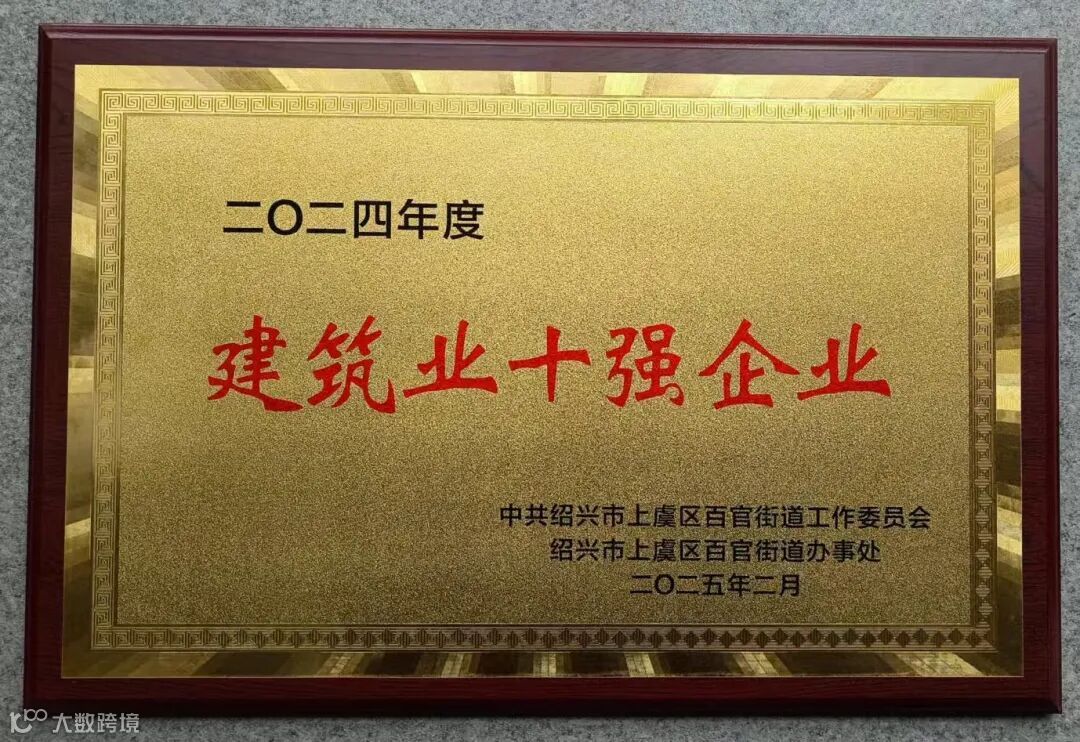 二〇二四年度
建筑业十强企业
中共绍兴市上虞区百官街道工作委员会
绍兴市上虞区百官街道办事处
二〇二五年二月
大数跨境